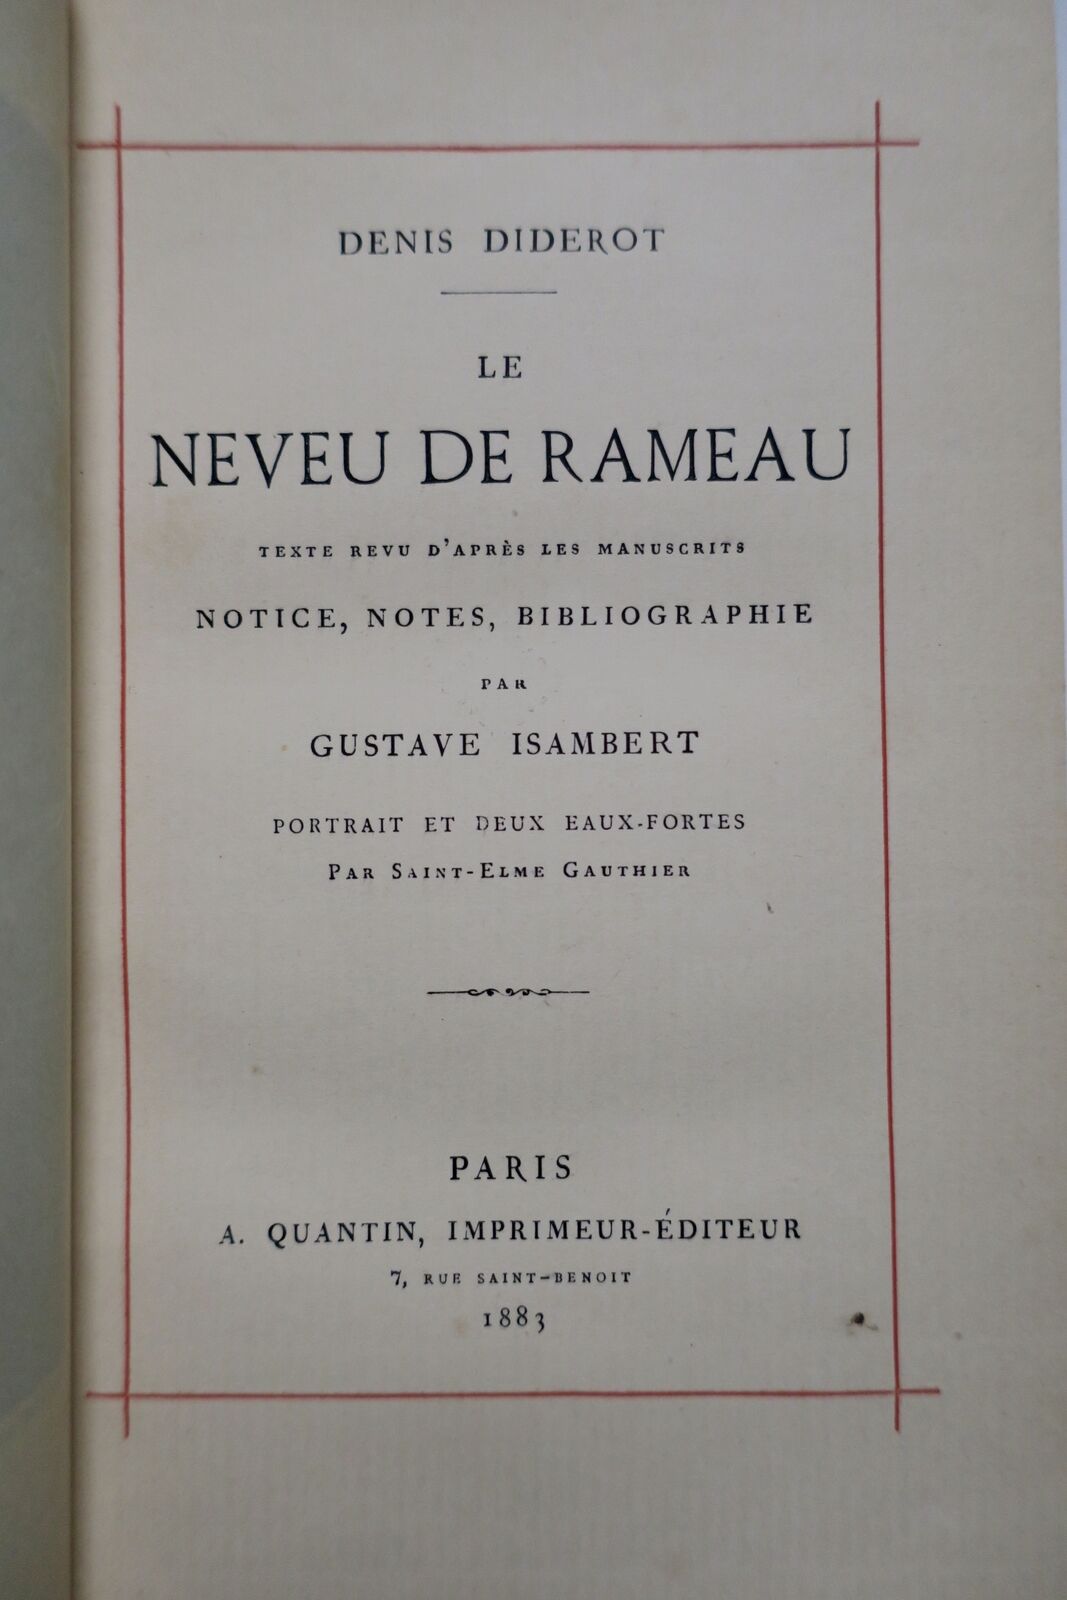 DENIS DIDEROT
LE
NEVEU DE RAMEAU
TEXTE REVU D'APRÈS LES MANUSCRITS
NOTICE, NOTES, BIBLIOGRAPHIE
PAR
GUSTAVE ISAMBERT
PORTRAIT ET DEUX EAUX-FORTES
PAR SAINT-ELME GAUTHIER
PARIS
A. QUANTIN, IMPRIMEUR-ÉDITEUR
7, RUE SAINT-BENOIT
1883